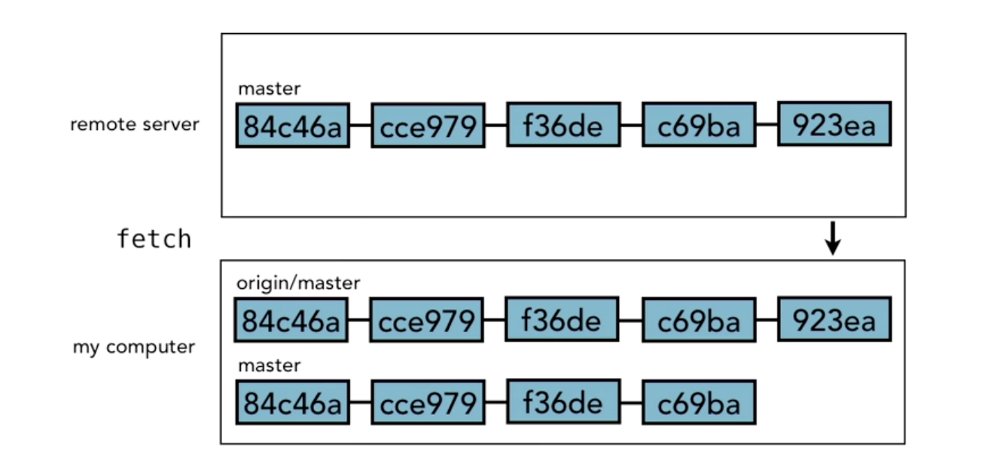 master
remote server
84c46a cce979 f36de c69ba 923ea
fetch
origin/master
84c46a cce979 f36de c69ba 923ea
my computer
master
84c46a cce979 f36de c69ba